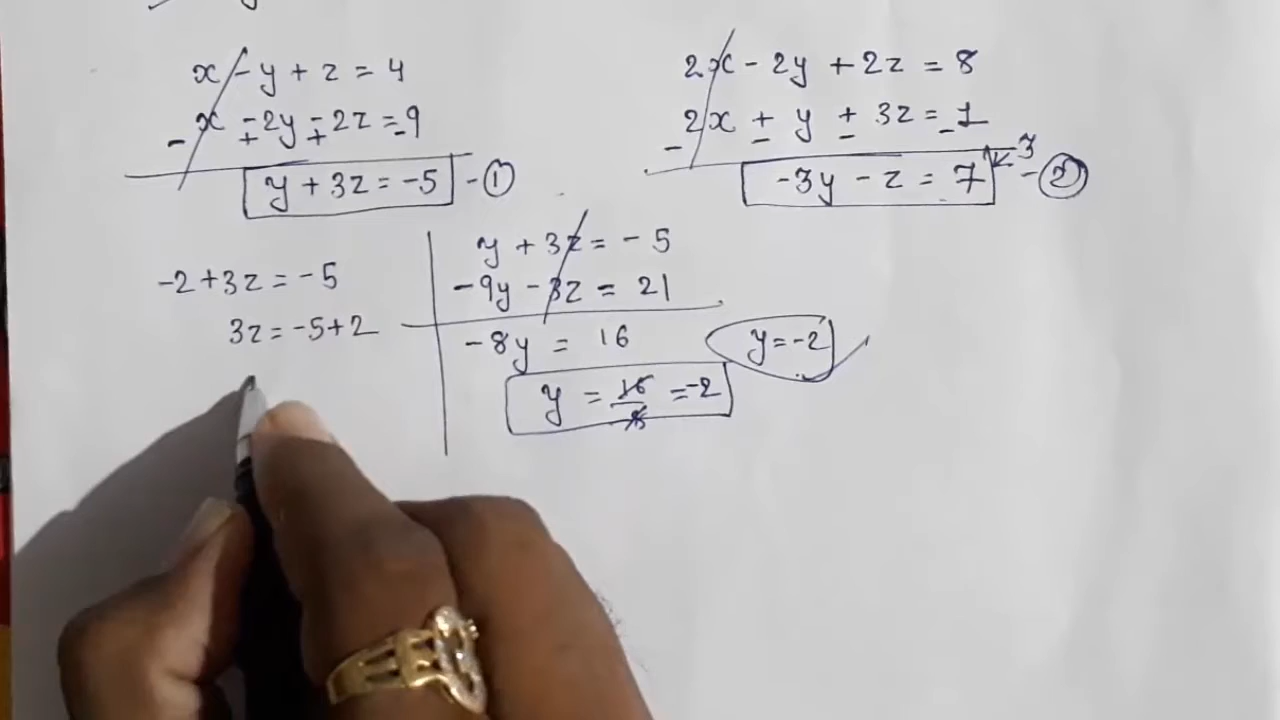 x - y + z = 4
- x ∓ 2y ∓ 2z = -9
y + 3z = -5 - ①
2x - 2y + 2z = 8
- 2x ± y ± 3z = -1
-3y - z = 7 ×3 - ②
-2 + 3z = -5
3z = -5 + 2
y + 3z = - 5
-9y - 3z = 21
-8y = 16
y = 16/8 = -2
y = -2